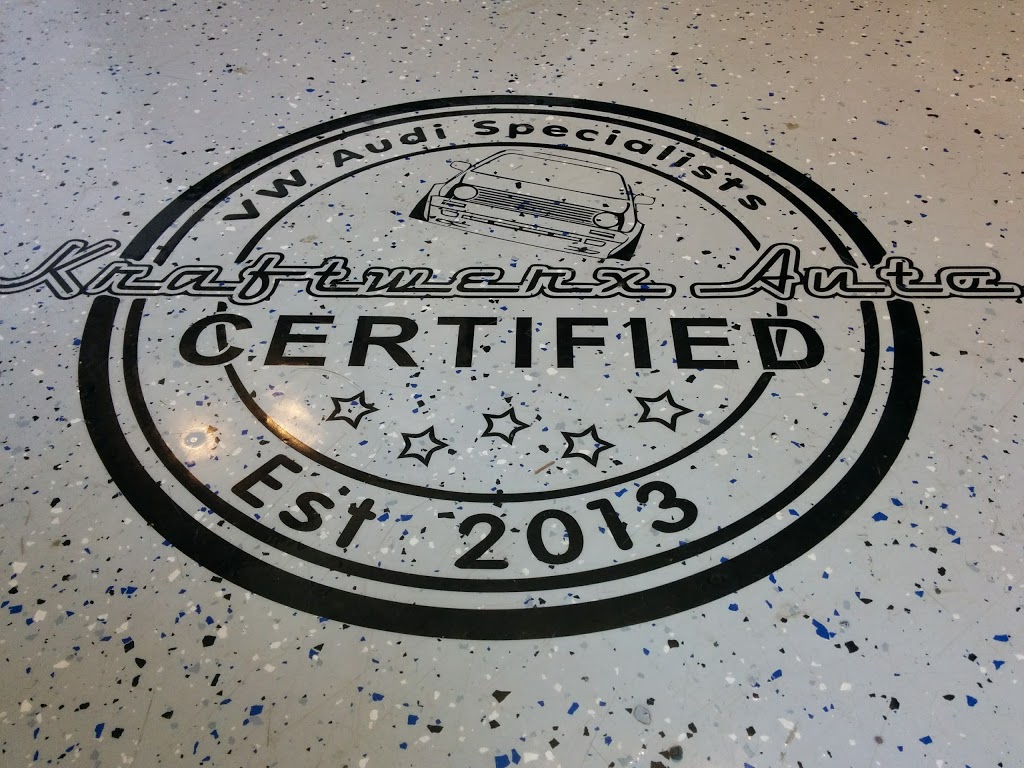 VW Audi Specialists
Kraftwerx Auto
CERTIFIED
Est 2013